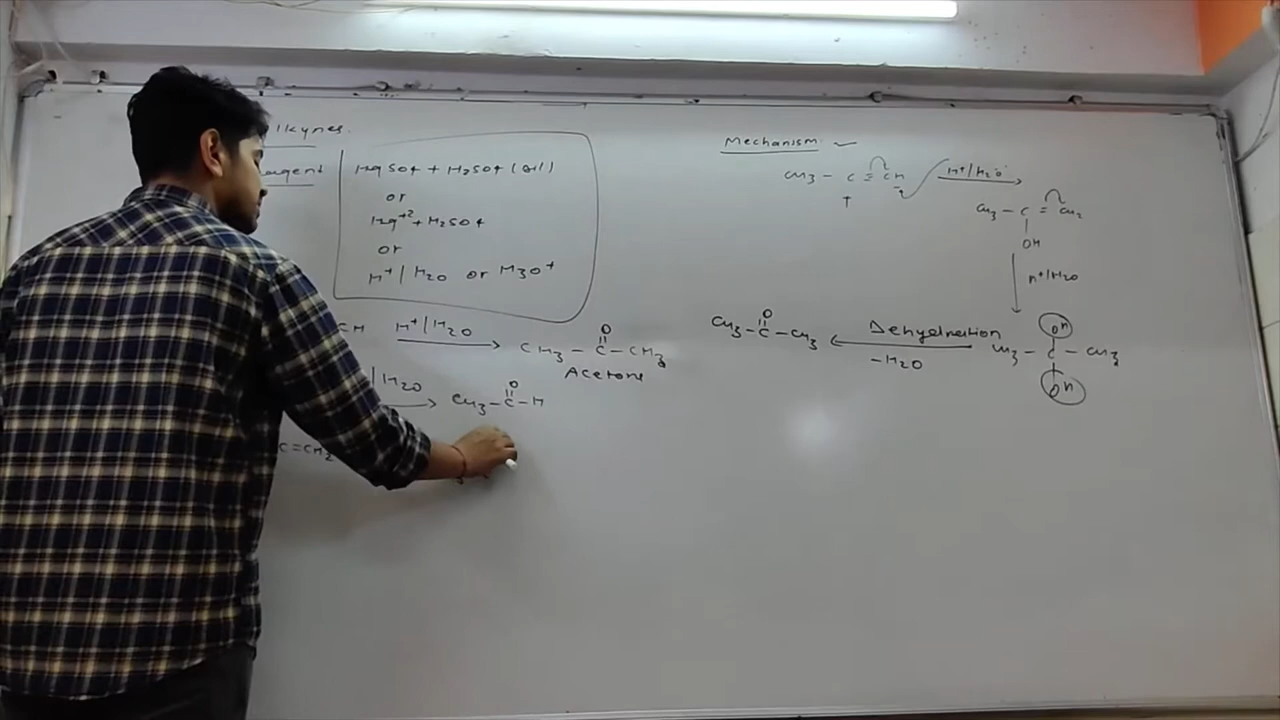 lkynes.
HgSO4 + H2SO4 (dil)
or
Hg+2 + H2SO4
or
H+/H2O or H3O+
CH H+/H2O → CH3-C-CH3
O
Acetone
/H2O → CH3-C-H
O
C=CH2
Mechanism:
CH3-C≡CH H+/H2O →
CH3-C=CH2
OH
H+/H2O
OH
CH3-C-CH3
OH
Dehydration
-H2O
O
CH3-C-CH3